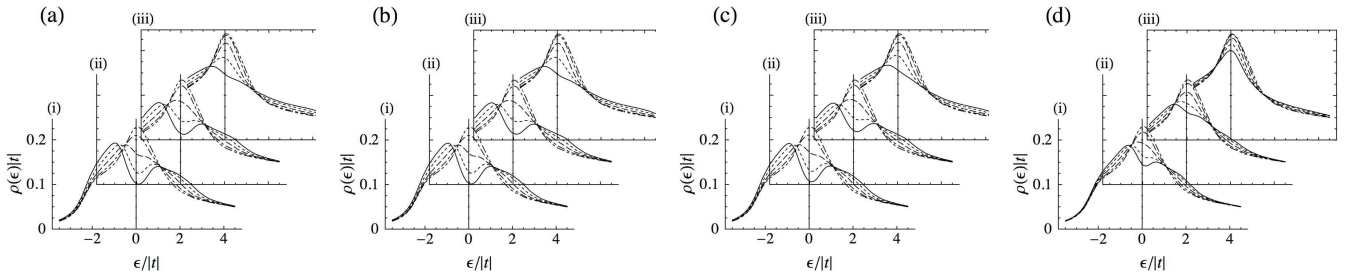 (a)
(iii)
(ii)
(i)
0.2
0.1
0
ρ(ϵ)|t|
−2
0
2
4
ϵ/|t|
(b)
(iii)
(ii)
(i)
0.2
0.1
0
ρ(ϵ)|t|
−2
0
2
4
ϵ/|t|
(c)
(iii)
(ii)
(i)
0.2
0.1
0
ρ(ϵ)|t|
−2
0
2
4
ϵ/|t|
(d)
(iii)
(ii)
(i)
0.2
0.1
0
ρ(ϵ)|t|
−2
0
2
4
ϵ/|t|